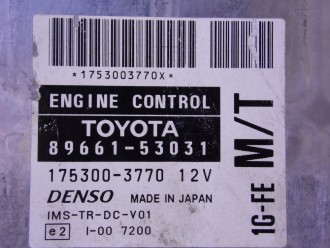 *1753003770X*
ENGINE CONTROL
TOYOTA
89661-53031
175300-3770 12V
DENSO MADE IN JAPAN
IMS-TR-DC-V01
e2 I-00 7200
1G-FE M/T